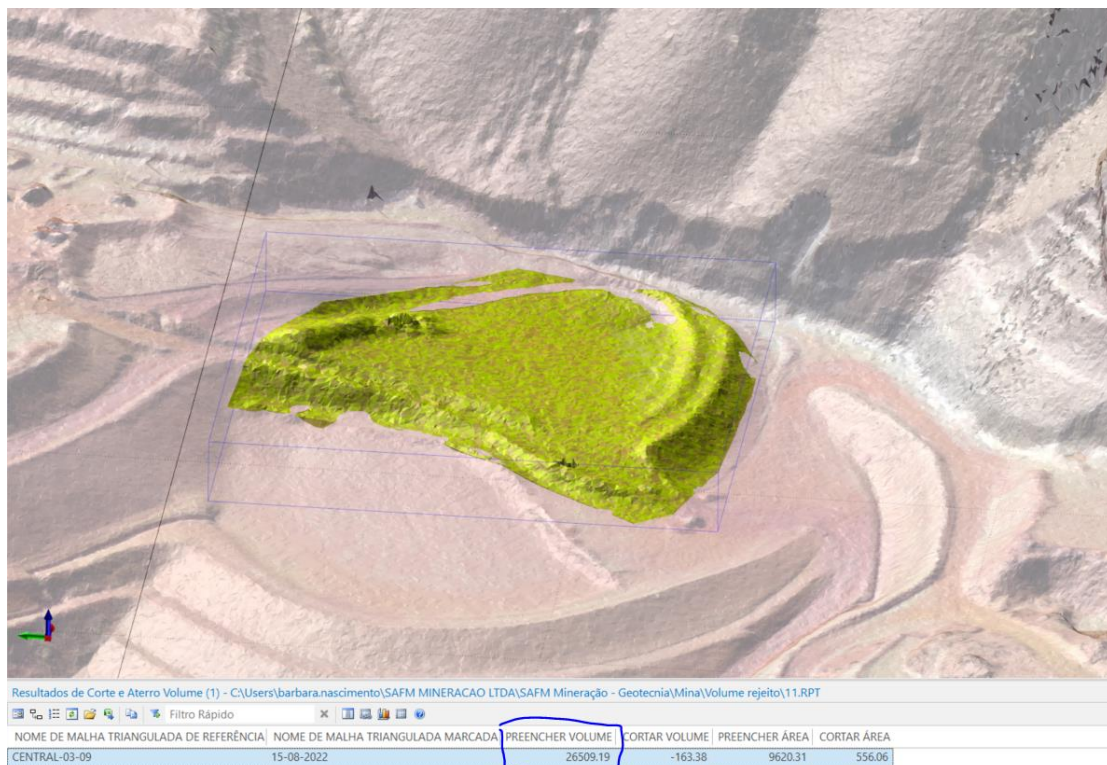 Resultados de Corte e Aterro Volume (1) - C:\Users\barbara.nascimento\SAFM MINERACAO LTDA\SAFM Mineração - Geotecnia\Mina\Volume rejeito\11.RPT
Filtro Rápido
NOME DE MALHA TRIANGULADA DE REFERÊNCIA NOME DE MALHA TRIANGULADA MARCADA PREENCHER VOLUME CORTAR VOLUME PREENCHER ÁREA CORTAR ÁREA
CENTRAL-03-09 15-08-2022 26509.19 -163.38 9620.31 556.06